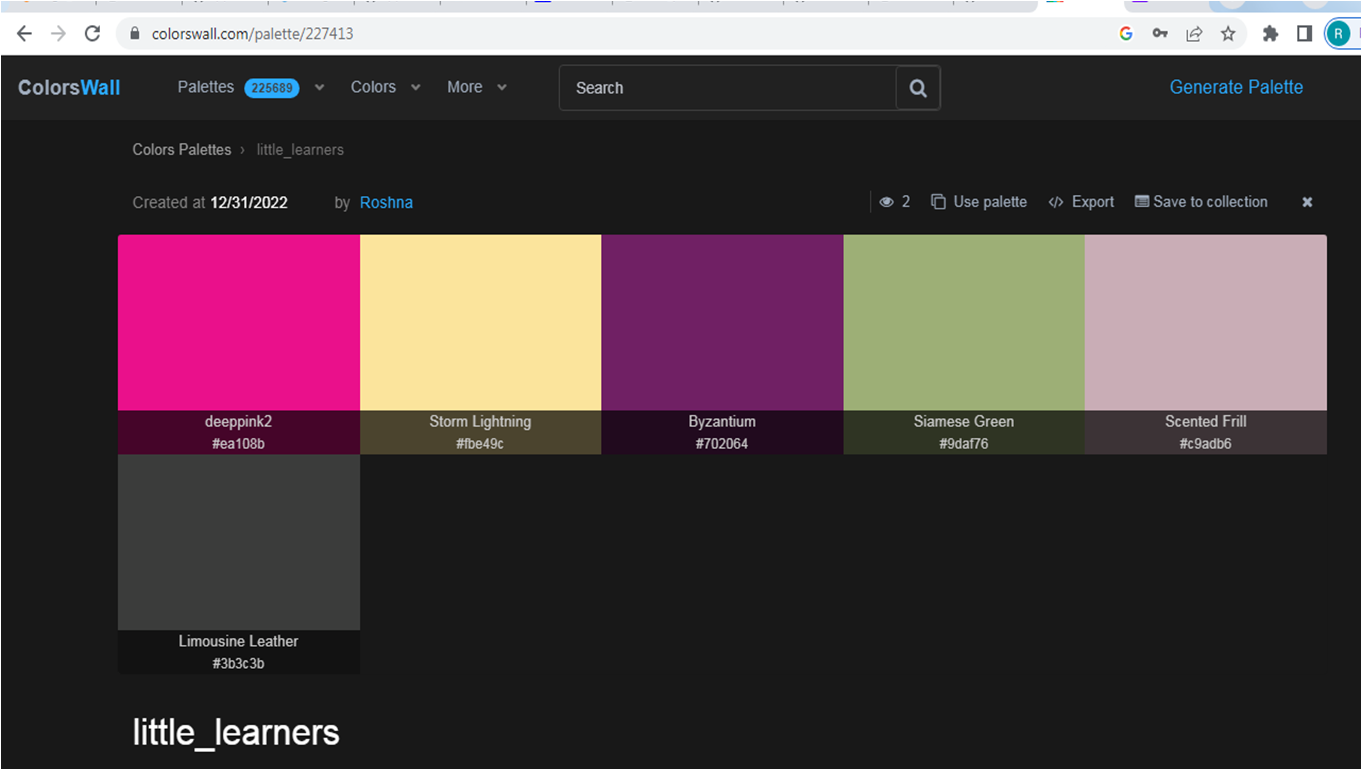 colorswall.com/palette/227413
R
ColorsWall Palettes 225689 Colors More Search Generate Palette
Colors Palettes › little_learners
Created at 12/31/2022 by Roshna 2 Use palette </> Export Save to collection ×
deeppink2 Storm Lightning Byzantium Siamese Green Scented Frill
#ea108b #fbe49c #702064 #9daf76 #c9adb6
Limousine Leather
#3b3c3b
little_learners